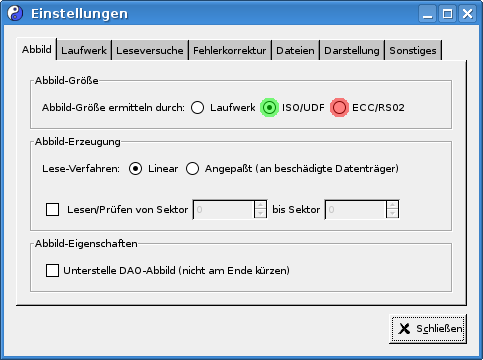 Einstellungen
Abbild Laufwerk Leseversuche Fehlerkorrektur Dateien Darstellung Sonstiges
Abbild-Größe
Abbild-Größe ermitteln durch: Laufwerk ISO/UDF ECC/RS02
Abbild-Erzeugung
Lese-Verfahren: Linear Angepaßt (an beschädigte Datenträger)
Lesen/Prüfen von Sektor 0 bis Sektor 0
Abbild-Eigenschaften
Unterstelle DAO-Abbild (nicht am Ende kürzen)
Schließen